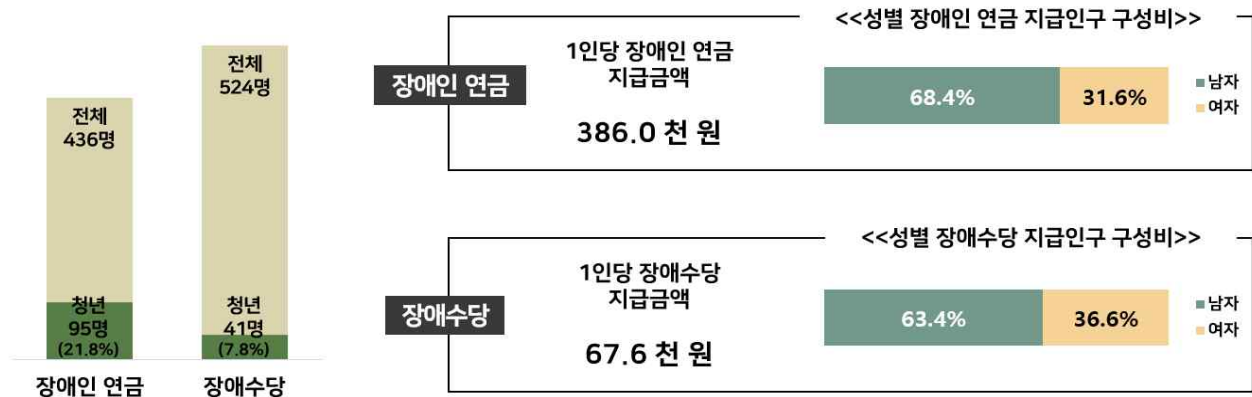 전체
436명
청년
95명
(21.8%)
장애인 연금
전체
524명
청년
41명
(7.8%)
장애수당
<<성별 장애인 연금 지급인구 구성비>>
장애인 연금
1인당 장애인 연금
지급금액
386.0 천 원
68.4%
31.6%
남자
여자
<<성별 장애수당 지급인구 구성비>>
장애수당
1인당 장애수당
지급금액
67.6 천 원
63.4%
36.6%
남자
여자